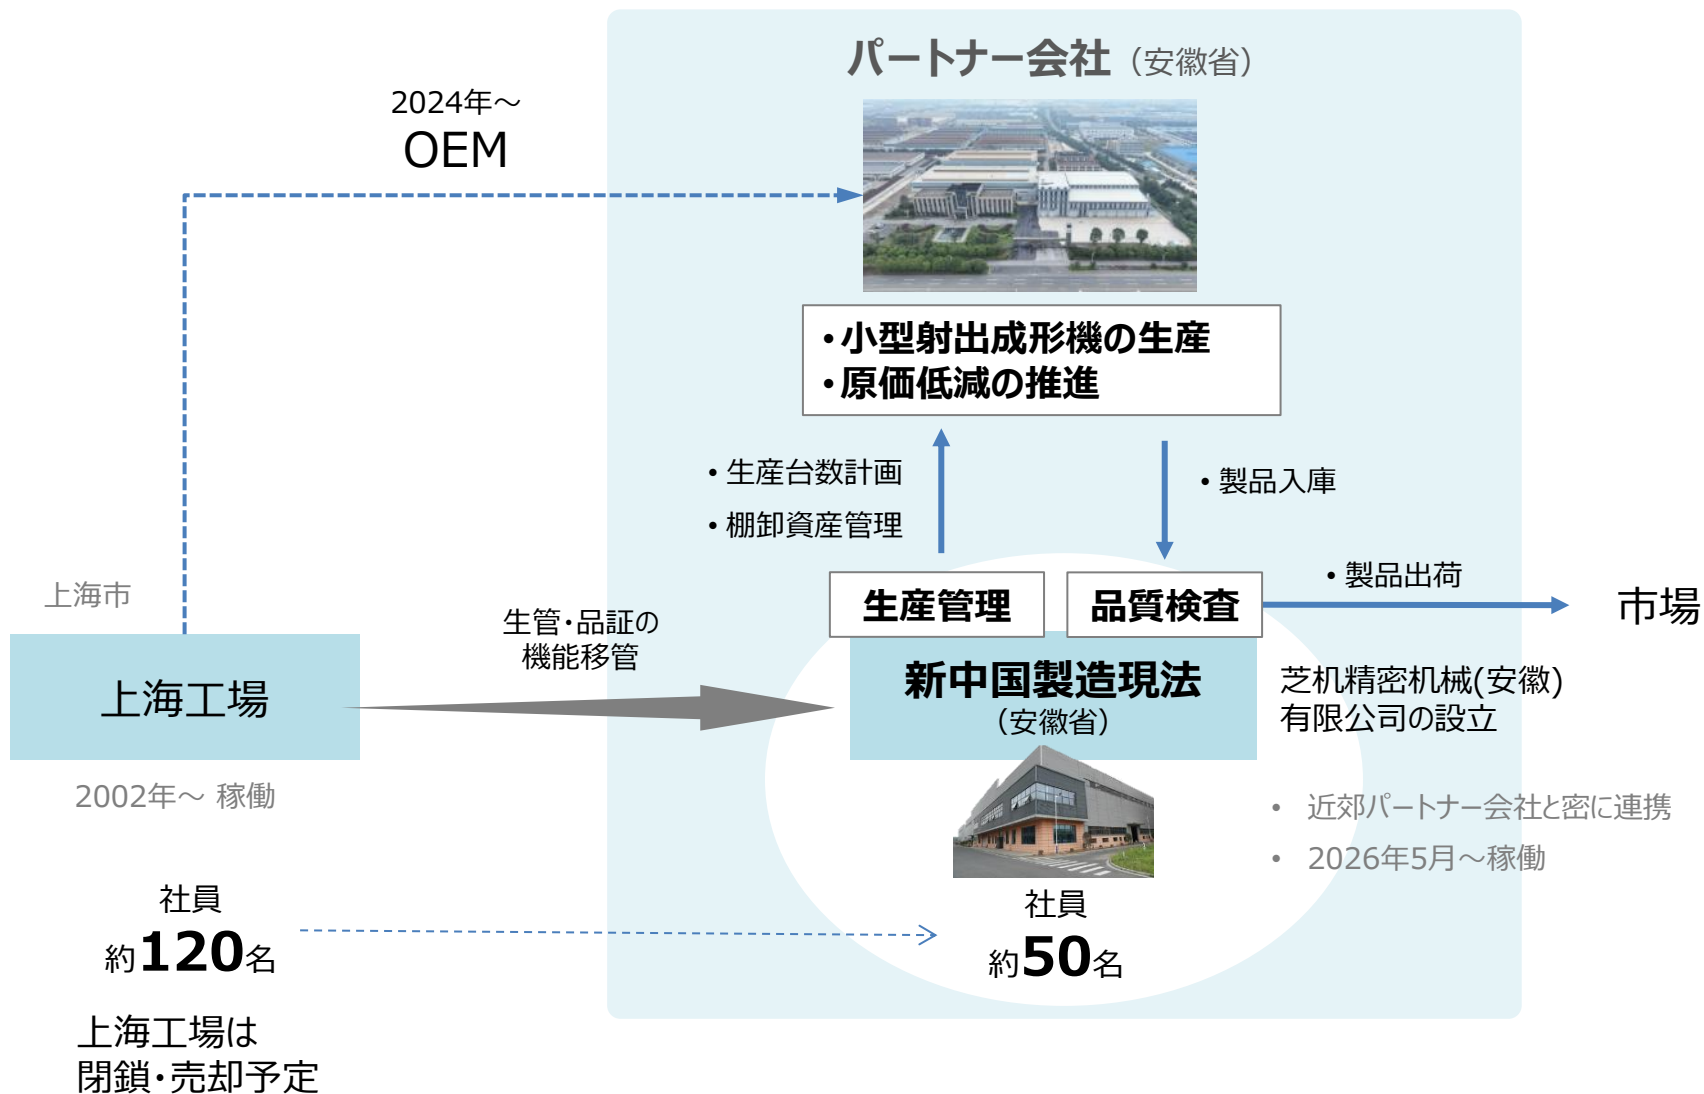 パートナー会社（安徽省）
2024年～
OEM
・小型射出成形機の生産
・原価低減の推進
• 生産台数計画
• 棚卸資産管理
• 製品入庫
生産管理
品質検査
• 製品出荷
市場
上海市
上海工場
2002年～ 稼働
生管・品証の
機能移管
新中国製造現法
（安徽省）
芝机精密机械(安徽)
有限公司の設立
• 近郊パートナー会社と密に連携
• 2026年5月～稼働
社員
約120名
社員
約50名
上海工場は
閉鎖・売却予定